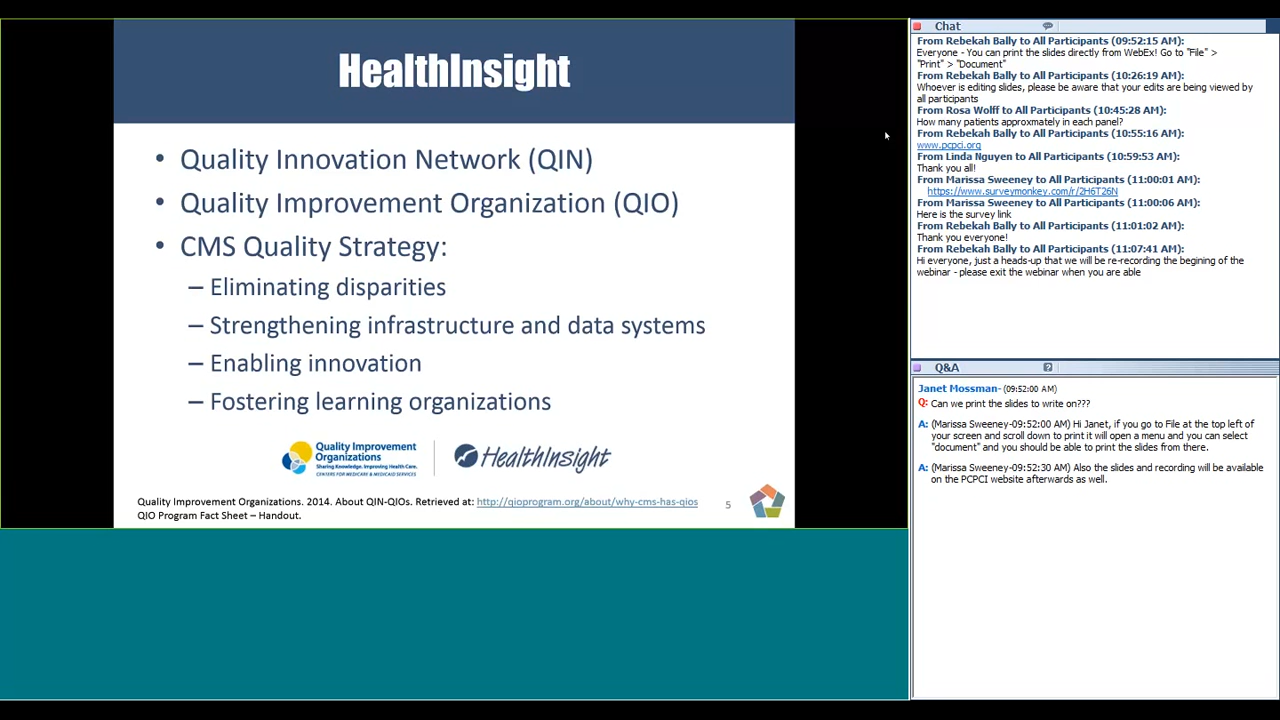 HealthInsight
• Quality Innovation Network (QIN)
• Quality Improvement Organization (QIO)
• CMS Quality Strategy:
– Eliminating disparities
– Strengthening infrastructure and data systems
– Enabling innovation
– Fostering learning organizations
Quality Improvement
Organizations
Sharing Knowledge. Improving Health Care.
CENTERS FOR MEDICARE & MEDICAID SERVICES
HealthInsight
Quality Improvement Organizations. 2014. About QIN-QIOs. Retrieved at: http://qioprogram.org/about/why-cms-has-qios
QIO Program Fact Sheet – Handout.
5
Chat
From Rebekah Bally to All Participants (09:52:15 AM):
Everyone - You can print the slides directly from WebEx! Go to "File" >
"Print" > "Document"
From Rebekah Bally to All Participants (10:26:19 AM):
Whoever is editing slides, please be aware that your edits are being viewed by
all participants
From Rosa Wolff to All Participants (10:45:28 AM):
How many patients approxmately in each panel?
From Rebekah Bally to All Participants (10:55:16 AM):
www.pcpci.org
From Linda Nguyen to All Participants (10:59:53 AM):
Thank you all!
From Marissa Sweeney to All Participants (11:00:01 AM):
https://www.surveymonkey.com/r/2H6T26N
From Marissa Sweeney to All Participants (11:00:06 AM):
Here is the survey link
From Rebekah Bally to All Participants (11:01:02 AM):
Thank you everyone!
From Rebekah Bally to All Participants (11:07:41 AM):
Hi everyone, just a heads-up that we will be re-recording the begining of the
webinar - please exit the webinar when you are able
Q&A
Janet Mossman- (09:52:00 AM)
Q: Can we print the slides to write on???
A: (Marissa Sweeney-09:52:00 AM) Hi Janet, if you go to File at the top left of
your screen and scroll down to print it will open a menu and you can select
"document" and you should be able to print the slides from there.
A: (Marissa Sweeney-09:52:30 AM) Also the slides and recording will be available
on the PCPCI website afterwards as well.